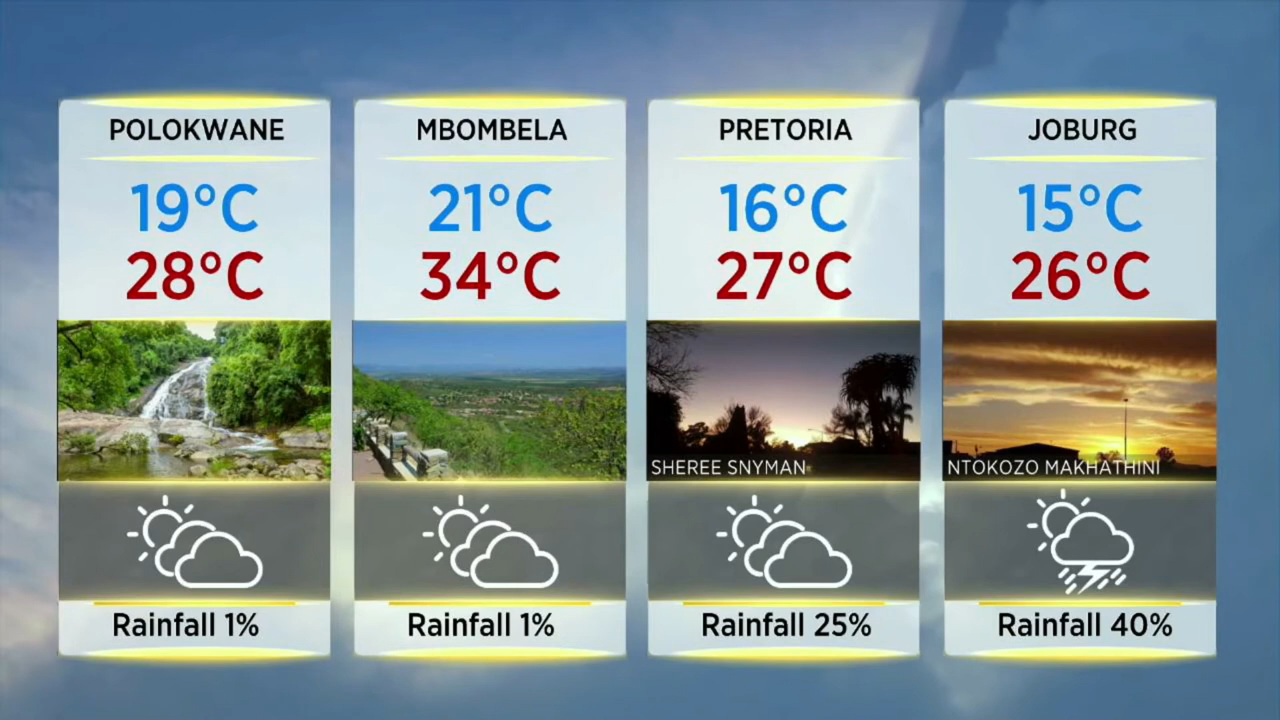 POLOKWANE
19°C
28°C
Rainfall 1%
MBOMBELA
21°C
34°C
Rainfall 1%
PRETORIA
16°C
27°C
SHEREE SNYMAN
Rainfall 25%
JOBURG
15°C
26°C
NTOKOZO MAKHATHINI
Rainfall 40%